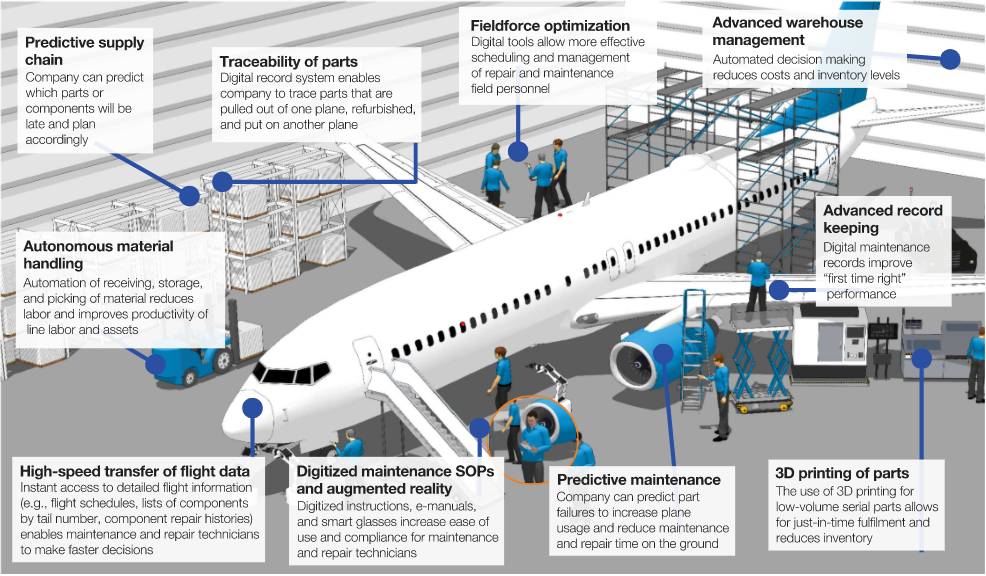 Predictive supply
chain
Company can predict
which parts or
components will be
late and plan
accordingly
Traceability of parts
Digital record system enables
company to trace parts that are
pulled out of one plane, refurbished,
and put on another plane
Fieldforce optimization
Digital tools allow more effective
scheduling and management
of repair and maintenance
field personnel
Advanced warehouse
management
Automated decision making
reduces costs and inventory levels
Autonomous material
handling
Automation of receiving, storage,
and picking of material reduces
labor and improves productivity of
line labor and assets
Advanced record
keeping
Digital maintenance
records improve
“first time right”
performance
High-speed transfer of flight data
Instant access to detailed flight information
(e.g., flight schedules, lists of components
by tail number, component repair histories)
enables maintenance and repair technicians
to make faster decisions
Digitized maintenance SOPs
and augmented reality
Digitized instructions, e-manuals,
and smart glasses increase ease of
use and compliance for maintenance
and repair technicians
Predictive maintenance
Company can predict part
failures to increase plane
usage and reduce maintenance
and repair time on the ground
3D printing of parts
The use of 3D printing for
low-volume serial parts allows
for just-in-time fulfilment and
reduces inventory